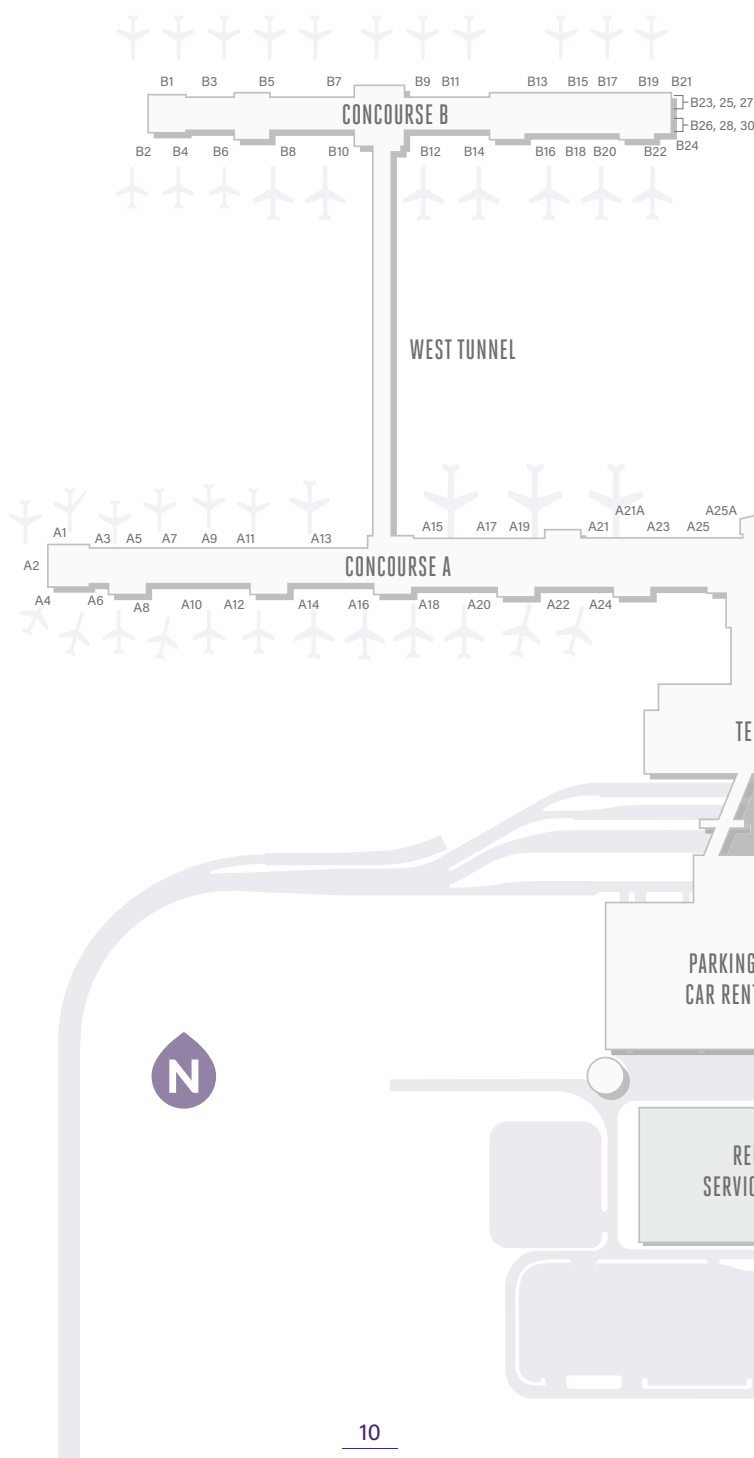 B1 B3 B5 B7 B9 B11 B13 B15 B17 B19 B21
B23, 25, 27
CONCOURSE B
B26, 28, 30
B24
B2 B4 B6 B8 B10 B12 B14 B16 B18 B20 B22
WEST TUNNEL
A21A A25A
A1 A3 A5 A7 A9 A11 A13 A15 A17 A19 A21 A23 A25
A2
CONCOURSE A
A4 A6 A8 A10 A12 A14 A16 A18 A20 A22 A24
TE
PARKING
CAR RENT
N
RE
SERVIC
10